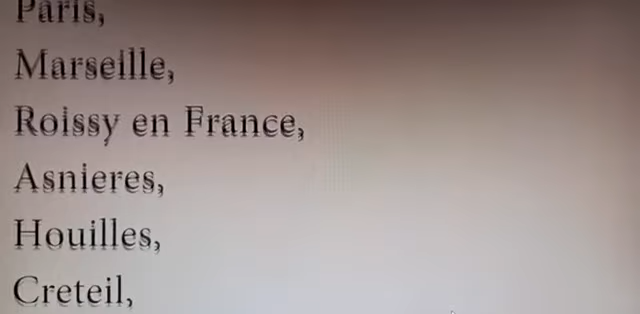 Paris,
Marseille,
Roissy en France,
Asnieres,
Houilles,
Creteil,